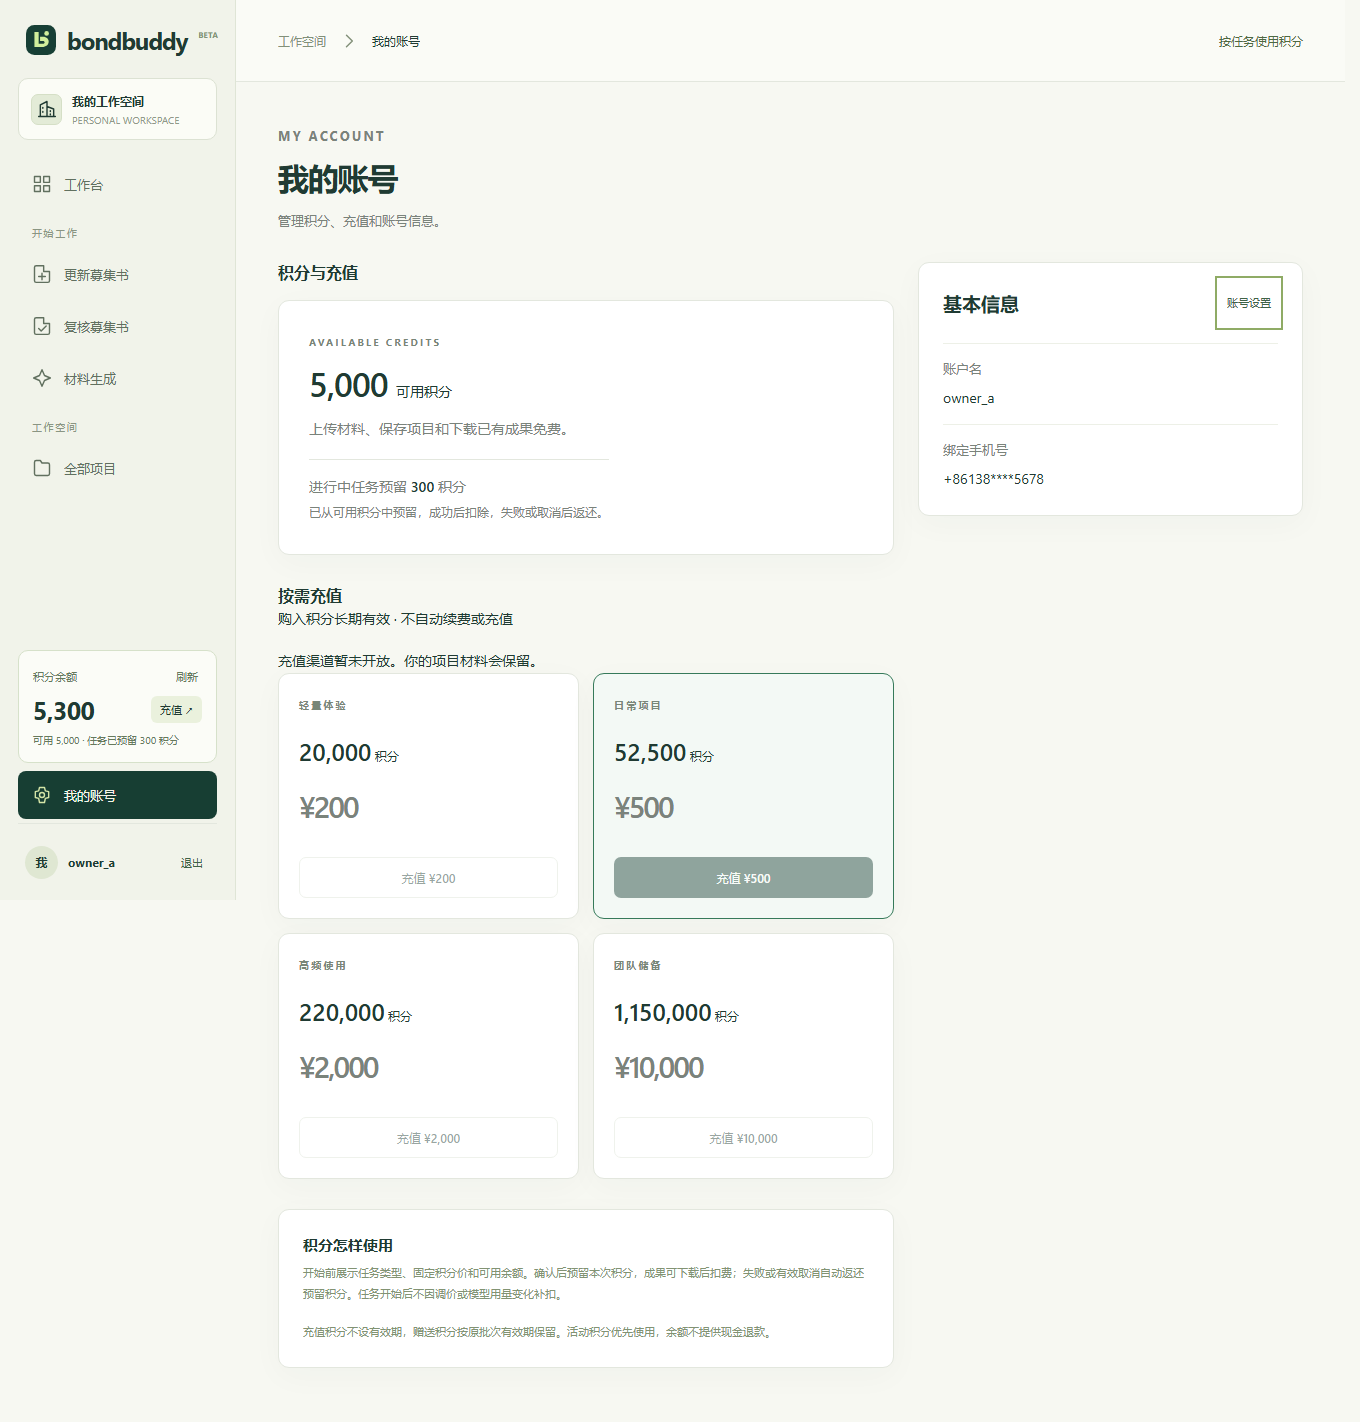 bondbuddy BETA
我的工作空间
PERSONAL WORKSPACE
工作台
开始工作
更新募集书
复核募集书
材料生成
工作空间
全部项目
积分余额 刷新
5,300 充值 ↗
可用 5,000 · 任务已预留 300 积分
我的账号
我 owner_a 退出
工作空间 > 我的账号 按任务使用积分
MY ACCOUNT
我的账号
管理积分、充值和账号信息。
积分与充值
AVAILABLE CREDITS
5,000 可用积分
上传材料、保存项目和下载已有成果免费。
进行中任务预留 300 积分
已从可用积分中预留，成功后扣除，失败或取消后返还。
基本信息 账号设置
账户名
owner_a
绑定手机号
+86138****5678
按需充值
购入积分长期有效 · 不自动续费或充值
充值渠道暂未开放。你的项目材料会保留。
轻量体验
20,000 积分
¥200
充值 ¥200
日常项目
52,500 积分
¥500
充值 ¥500
高频使用
220,000 积分
¥2,000
充值 ¥2,000
团队储备
1,150,000 积分
¥10,000
充值 ¥10,000
积分怎样使用
开始前展示任务类型、固定积分价和可用余额。确认后预留本次积分，成果可下载后扣费；失败或有效取消自动返还
预留积分。任务开始后不因调价或模型用量变化补扣。
充值积分不设有效期，赠送积分按原批次有效期保留。活动积分优先使用，余额不提供现金退款。